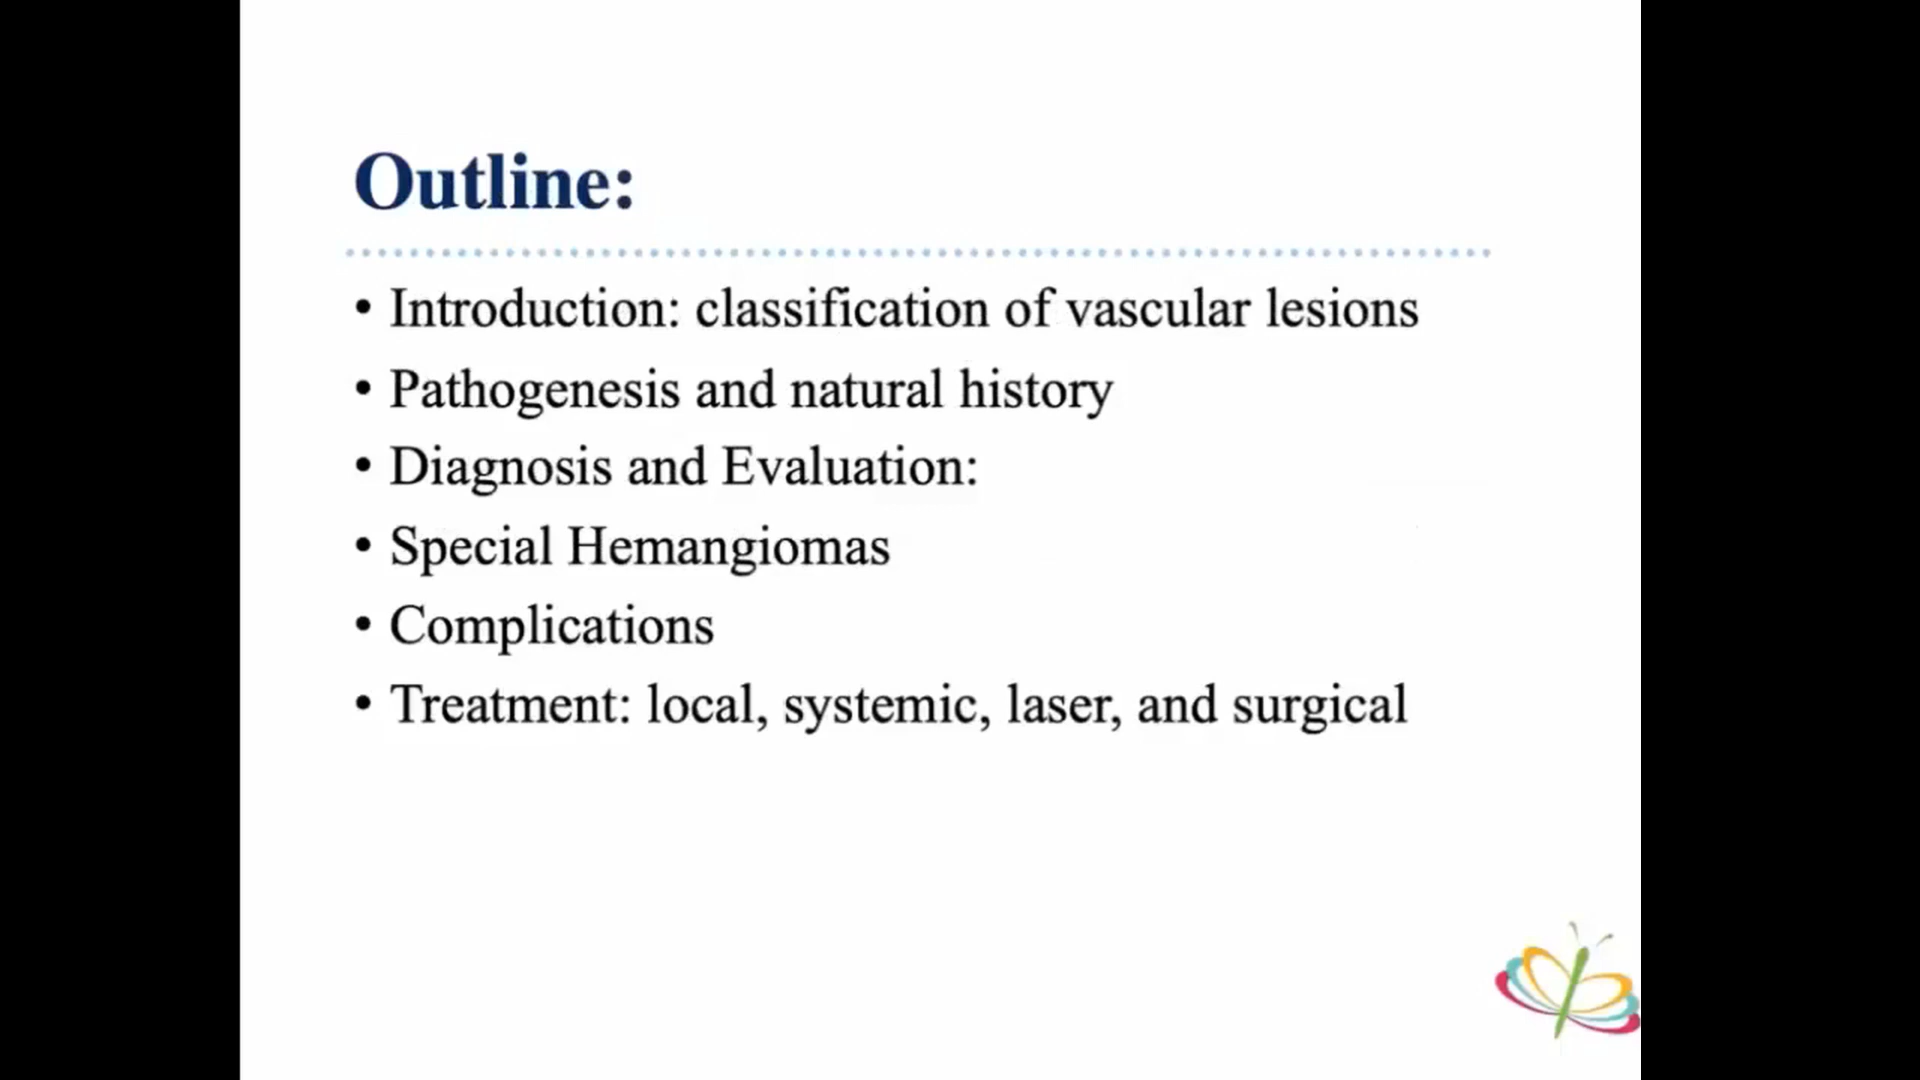 Outline:
• Introduction: classification of vascular lesions
• Pathogenesis and natural history
• Diagnosis and Evaluation:
• Special Hemangiomas
• Complications
• Treatment: local, systemic, laser, and surgical